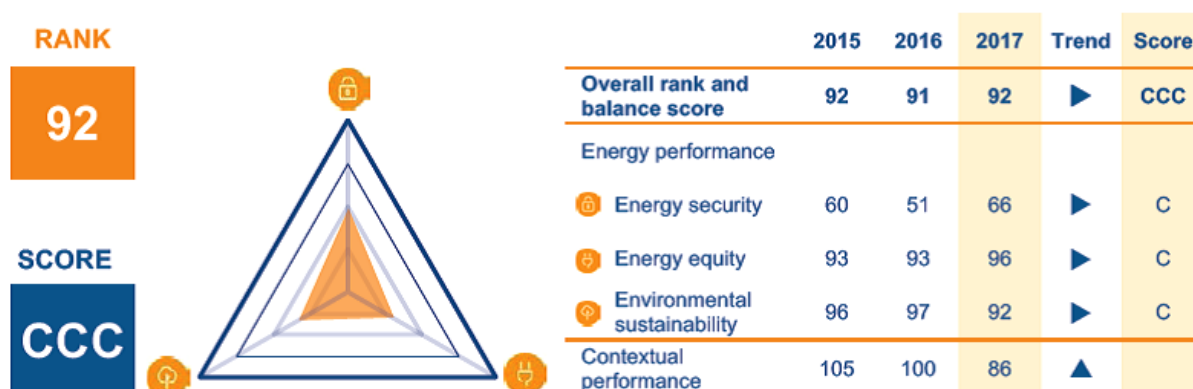 RANK
92
SCORE
CCC
2015 2016 2017 Trend Score
Overall rank and
balance score 92 91 92 CCC
Energy performance
Energy security 60 51 66 C
Energy equity 93 93 96 C
Environmental
sustainability 96 97 92 C
Contextual
performance 105 100 86